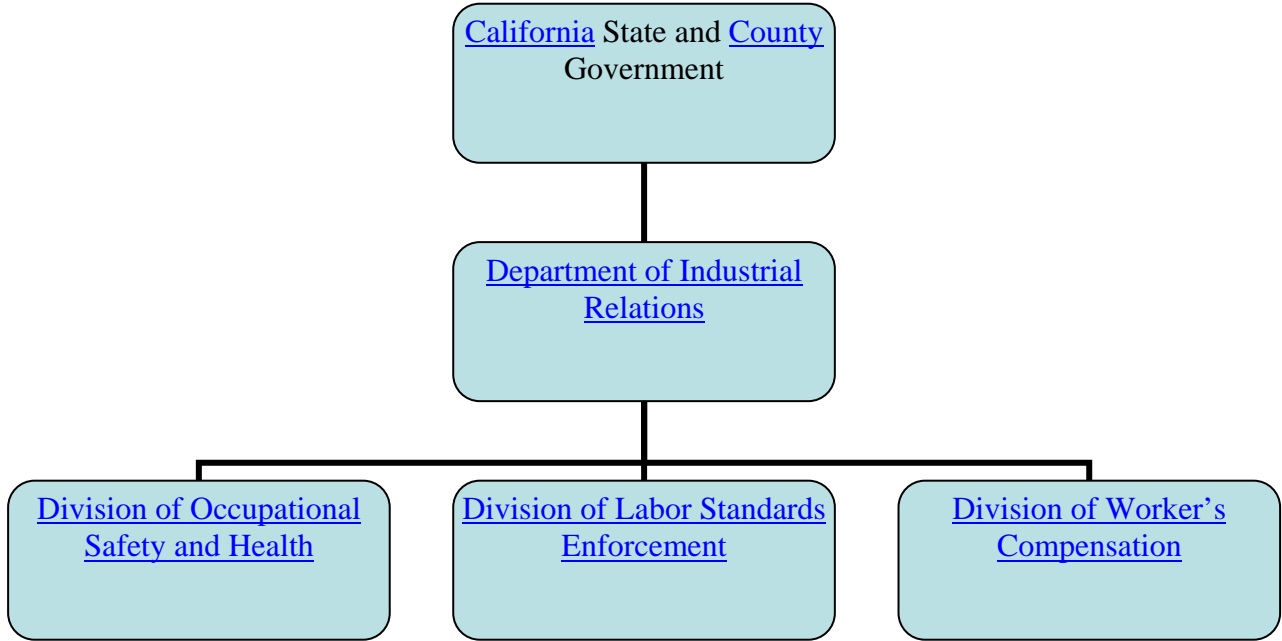 California State and County
Government
Department of Industrial
Relations
Division of Occupational
Safety and Health
Division of Labor Standards
Enforcement
Division of Worker’s
Compensation